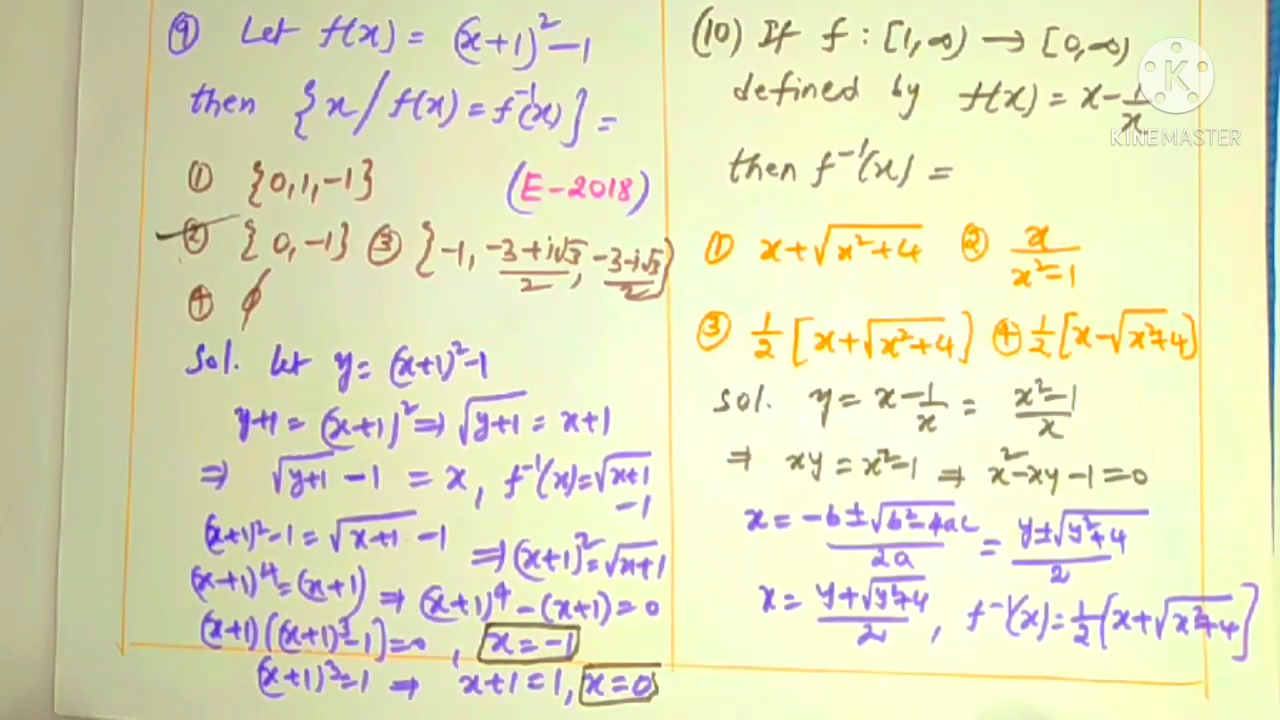 ⑨ Let f(x) = (x+1)² - 1
then {x / f(x) = f⁻¹(x)} =
① {0, 1, -1} (E-2018)
② {0, -1} ③ {-1, (-3+i√3)/2, (-3-i√3)/2}
④ ϕ
Sol. Let y = (x+1)² - 1
y+1 = (x+1)² ⇒ √(y+1) = x+1
⇒ √(y+1) - 1 = x, f⁻¹(x) = √(x+1)
-1
(x+1)² - 1 = √(x+1) - 1
⇒ (x+1)² = √(x+1)
(x+1)⁴ = (x+1) ⇒ (x+1)⁴ - (x+1) = 0
(x+1)((x+1)³ - 1] = 0, x = -1
(x+1)³ = 1 ⇒ x+1 = 1, x = 0
(10) If f : [1, ∞) → [0, ∞)
defined by f(x) = x - 1/x
then f⁻¹(x) =
① x + √(x²+4) ② x/(x²-1)
③ 1/2 [x + √(x²+4)] ④ 1/2 [x - √(x²+4)]
Sol. y = x - 1/x = (x²-1)/x
⇒ xy = x² - 1 ⇒ x² - xy - 1 = 0
x = (-b ± √(b²-4ac))/2a = (y ± √(y²+4))/2
x = (y + √(y²+4))/2, f⁻¹(x) = 1/2 [x + √(x²+4)]
K
KINEMASTER